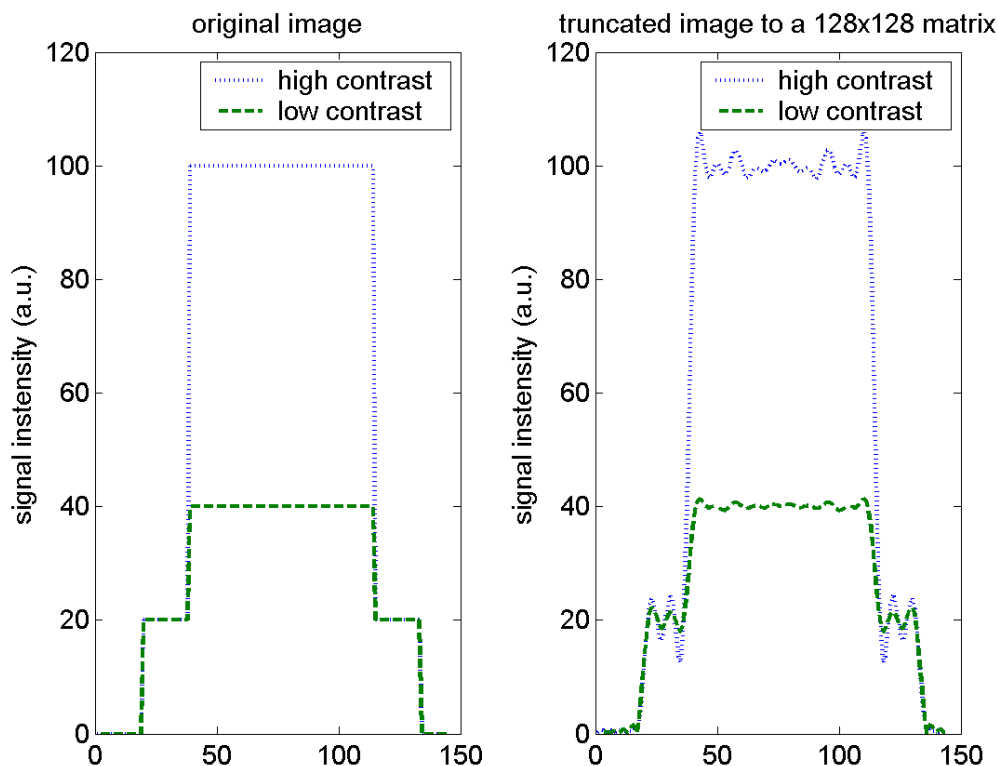 original image
high contrast
low contrast
signal instensity (a.u.)
120
100
80
60
40
20
0
0
50
100
150
truncated image to a 128x128 matrix
high contrast
low contrast
signal instensity (a.u.)
120
100
80
60
40
20
0
0
50
100
150